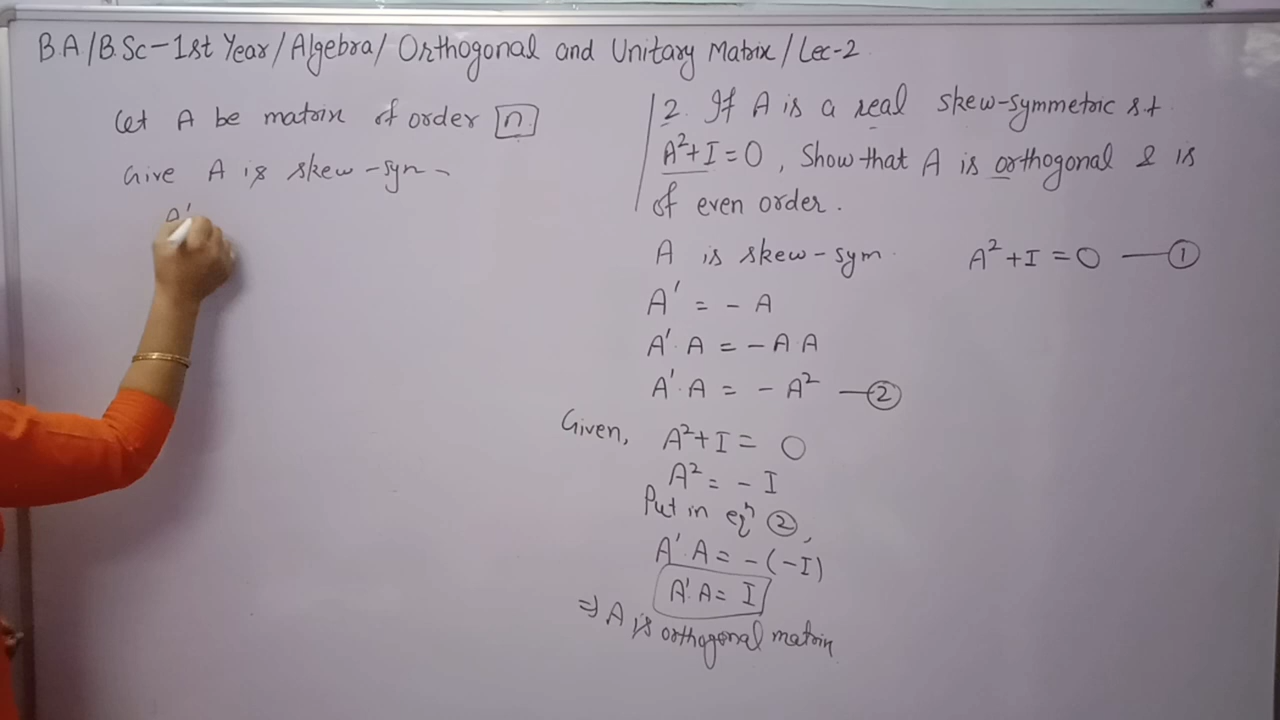 B.A/B.Sc-1st Year/Algebra/ Orthogonal and Unitary Matrix/Lec-2
Let A be matrix of order n
Give A is skew-sym
A'
2. If A is a real skew-symmetric s.t
A²+I=0, Show that A is orthogonal & is
of even order.
A is skew-sym. A²+I=0 —①
A' = -A
A'·A = -A·A
A'·A = -A² —②
Given, A²+I = 0
A² = -I
Put in eqⁿ ②,
A'·A = -(-I)
A'·A = I
⇒ A is orthogonal matrix